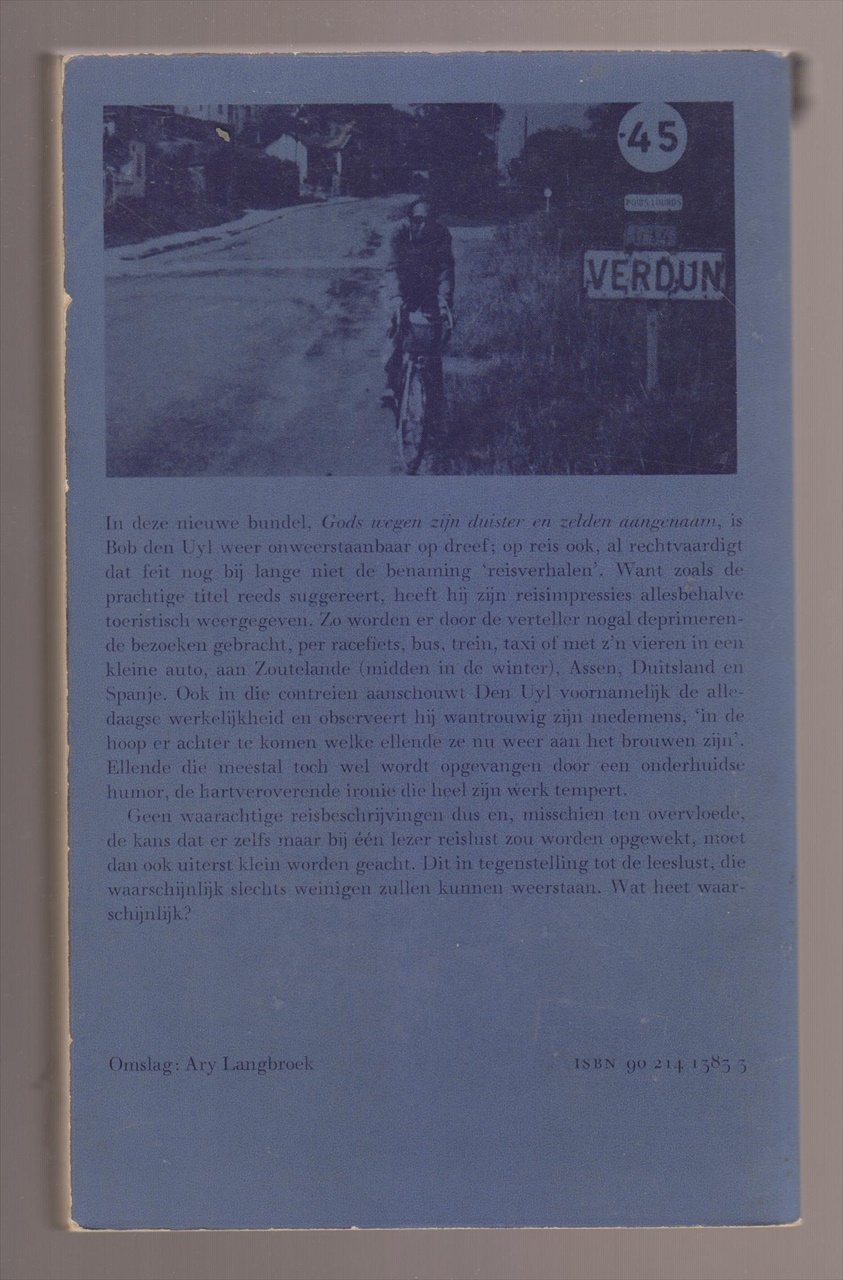 45
POIDS LOURDS
VERDUN
In deze nieuwe bundel, Gods wegen zijn duister en zelden aangenaam, is
Bob den Uyl weer onweerstaanbaar op dreef; op reis ook, al rechtvaardigt
dat feit nog bij lange niet de benaming ‘reisverhalen’. Want zoals de
prachtige titel reeds suggereert, heeft hij zijn reisimpressies allesbehalve
toeristisch weergegeven. Zo worden er door de verteller nogal deprimeren-
de bezoeken gebracht, per racefiets, bus, trein, taxi of met z’n vieren in een
kleine auto, aan Zoutelande (midden in de winter), Assen, Duitsland en
Spanje. Ook in die contreien aanschouwt Den Uyl voornamelijk de alle-
daagse werkelijkheid en observeert hij wantrouwig zijn medemens, ‘in de
hoop er achter te komen welke ellende ze nu weer aan het brouwen zijn’.
Ellende die meestal toch wel wordt opgevangen door een onderhuidse
humor, de hartveroverende ironie die heel zijn werk tempert.
Geen waarachtige reisbeschrijvingen dus en, misschien ten overvloede,
de kans dat er zelfs maar bij één lezer reislust zou worden opgewekt, moet
dan ook uiterst klein worden geacht. Dit in tegenstelling tot de leeslust, die
waarschijnlijk slechts weinigen zullen kunnen weerstaan. Wat heet waar-
schijnlijk?
Omslag: Ary Langbroek
ISBN 90 214 1383 3